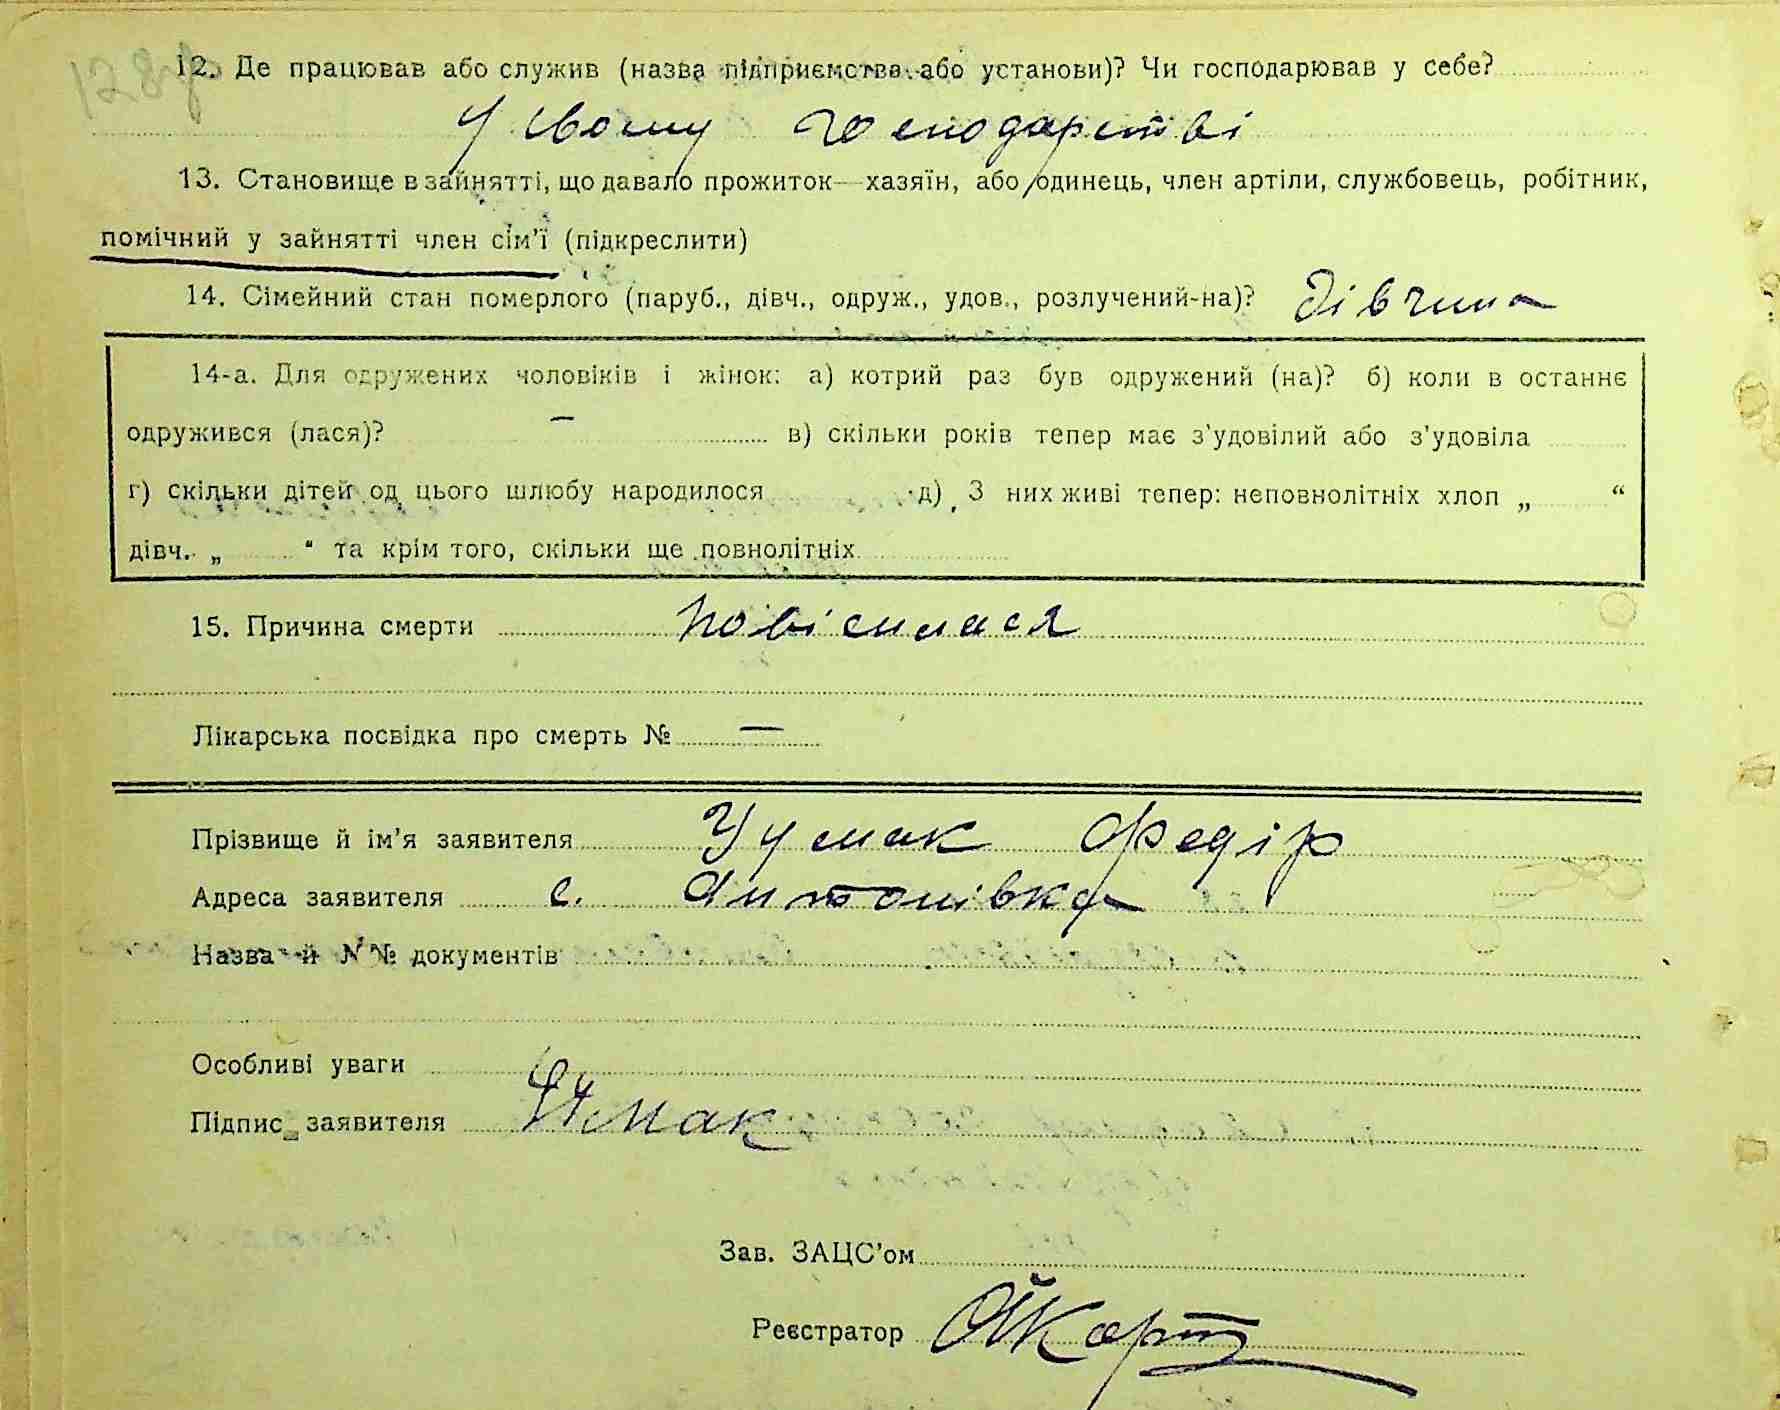 128
12. Де працював або служив (назва підприємства або установи)? Чи господарював у себе?
У своєму господарстві
13. Становище в зайнятті, що давало прожиток—хазяїн, або одинець, член артіли, службовець, робітник,
помічний у зайнятті член сім'ї (підкреслити)
14. Сімейний стан померлого (паруб., дівч., одруж., удов., розлучений-на)? Дівчина
14-а. Для одружених чоловіків і жінок: а) котрий раз був одружений (на)? б) коли в останнє
одружився (лася)? — в) скільки років тепер має з'удовілий або з'удовіла
г) скільки дітей од цього шлюбу народилося д) З них живі тепер: неповнолітніх хлоп „ “
дівч. „ “ та крім того, скільки ще повнолітніх
15. Причина смерти повісилася
Лікарська посвідка про смерть № —
Прізвище й ім'я заявителя Чумак Федір
Адреса заявителя с. Антонівка
Назва й №№ документів
Особливі уваги
Підпис заявителя
Зав. ЗАЦС'ом
Реєстратор